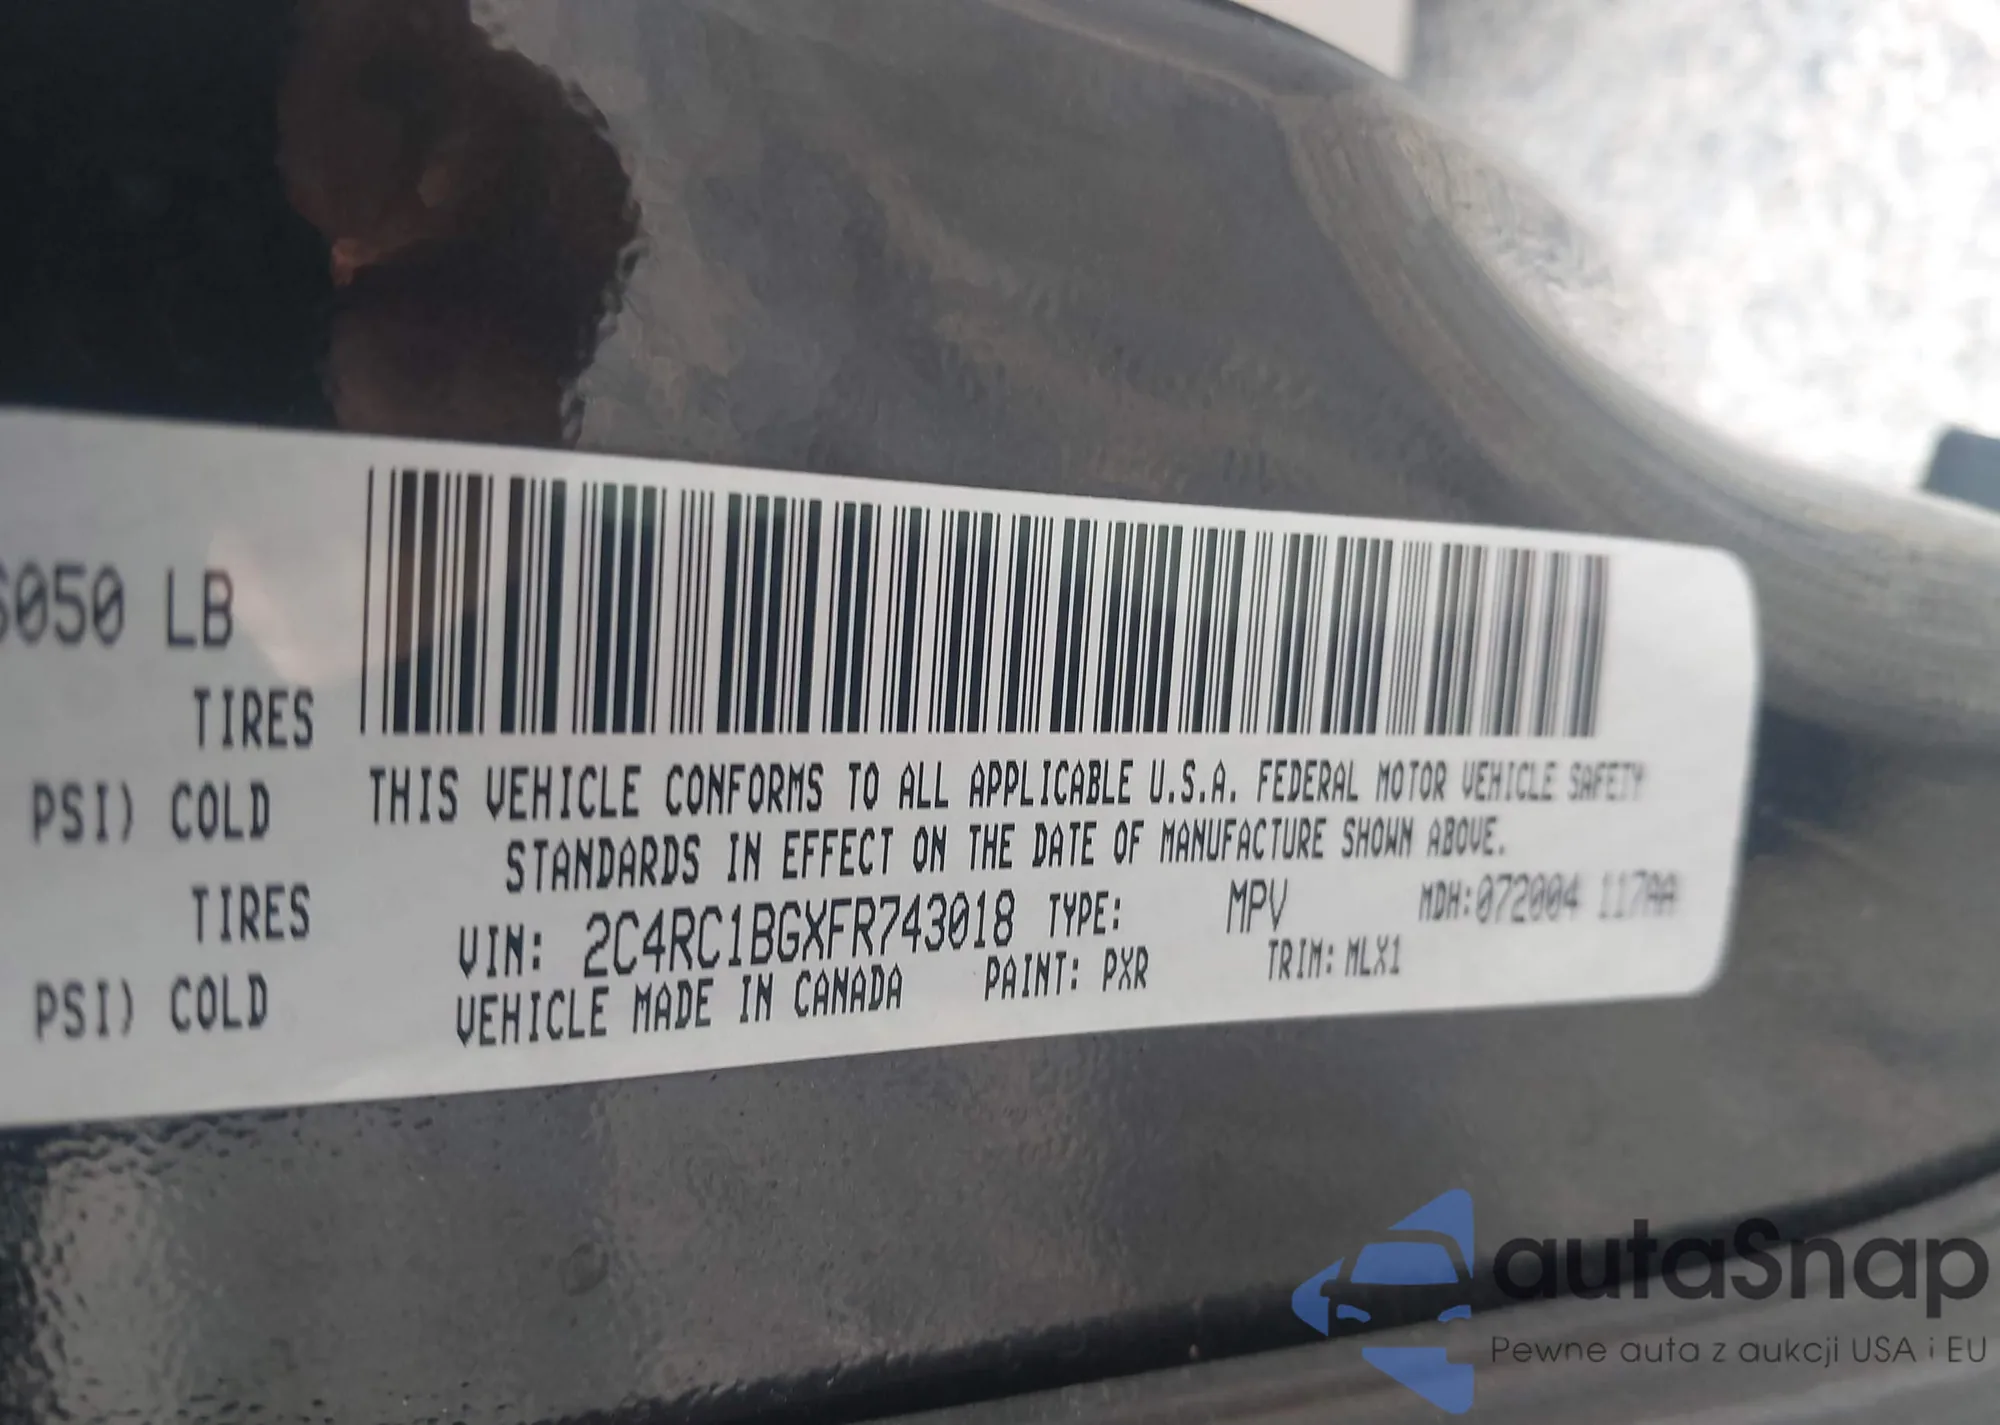 6050 LB
TIRES
PSI) COLD
TIRES
PSI) COLD
THIS VEHICLE CONFORMS TO ALL APPLICABLE U.S.A. FEDERAL MOTOR VEHICLE SAFETY
STANDARDS IN EFFECT ON THE DATE OF MANUFACTURE SHOWN ABOVE.
VIN: 2C4RC1BGXFR743018 TYPE: MPV MDH:072004 117AA
VEHICLE MADE IN CANADA PAINT: PXR TRIM: MLX1
autaSnap
Pewne auta z aukcji USA i EU